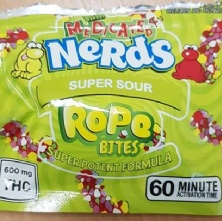 MEDICATED
NERDS
SUPER SOUR
ROPE
BITES
SUPER POTENT FORMULA
600 mg
THC
60 MINUTE
ACTIVATION TIME